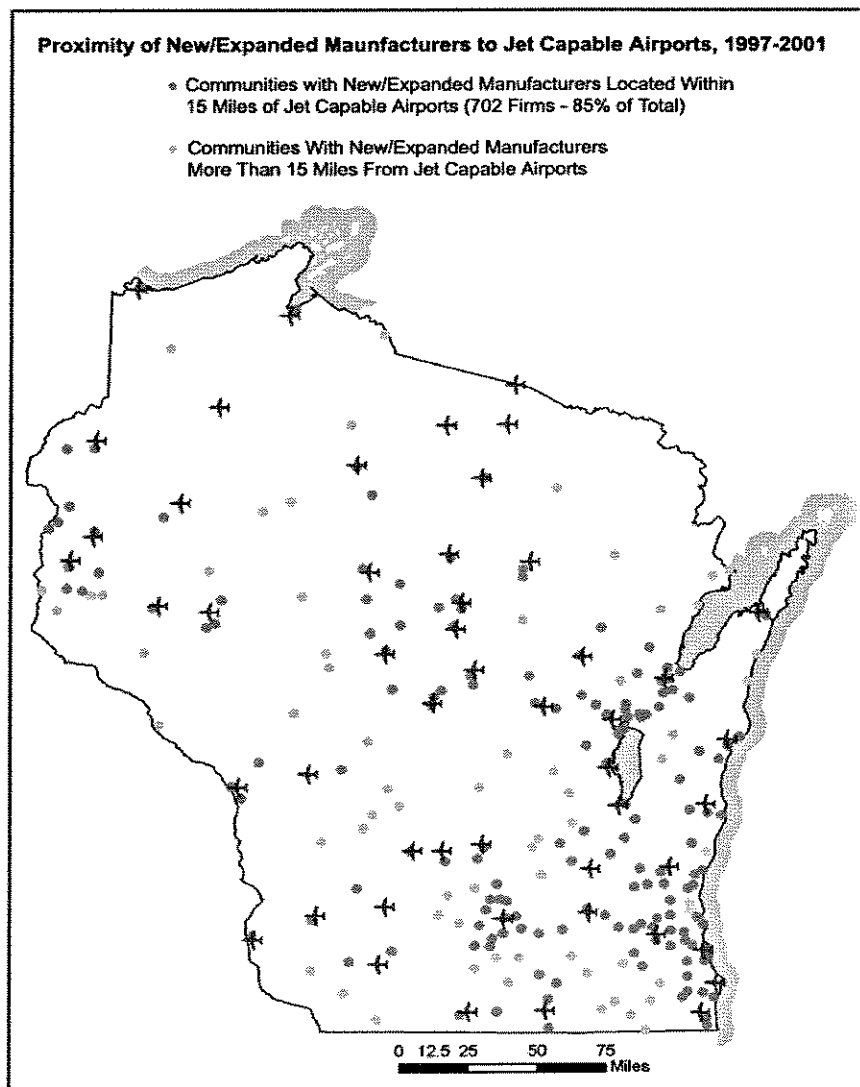 Proximity of New/Expanded Maunfacturers to Jet Capable Airports, 1997-2001
Communities with New/Expanded Manufacturers Located Within
15 Miles of Jet Capable Airports (702 Firms - 85% of Total)
Communities With New/Expanded Manufacturers
More Than 15 Miles From Jet Capable Airports
0 12.5 25 50 75
Miles